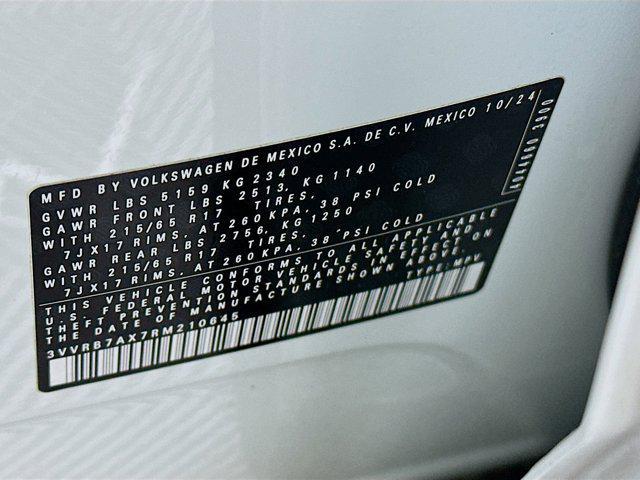 MFD BY VOLKSWAGEN DE MEXICO S.A. DE C.V. MEXICO 10/24
GVWR LBS 5159 KG 2340
GAWR FRONT LBS 2513, KG 1140
WITH 215/65 R17 TIRES,
7JX17 RIMS. AT 260KPA, 38 PSI COLD
GAWR REAR LBS 2756, KG 1250
WITH 215/65 R17 TIRES,
7JX17 RIMS. AT 260KPA, 38 PSI COLD
THIS VEHICLE CONFORMS TO ALL APPLICABLE
U.S. FEDERAL MOTOR VEHICLE SAFETY AND
THEFT PREVENTION STANDARDS IN EFFECT ON
THE DATE OF MANUFACTURE SHOWN
TYPE: MPV
3VVRB7AX7RM210645